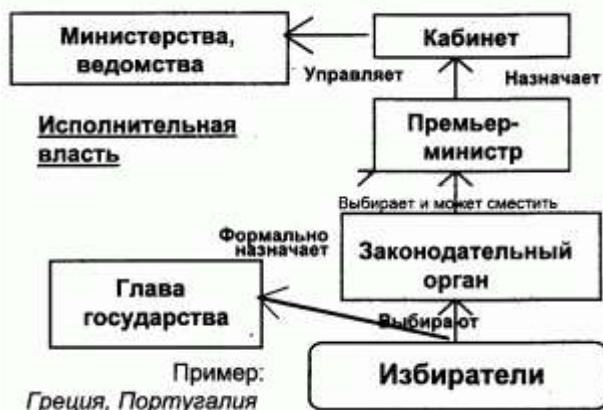 Министерства,
ведомства
Кабинет
Управляет
Назначает
Исполнительная
власть
Премьер-
министр
Выбирает и может сместить
Формально
назначает
Законодательный
орган
Глава
государства
Выбирают
Пример:
Греция, Португалия
Избиратели